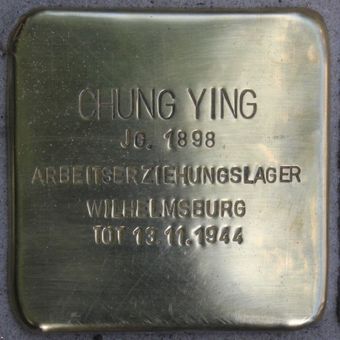 CHUNG YING
JG. 1898
ARBEITSERZIEHUNGSLAGER
WILHELMSBURG
TOT 13.11.1944